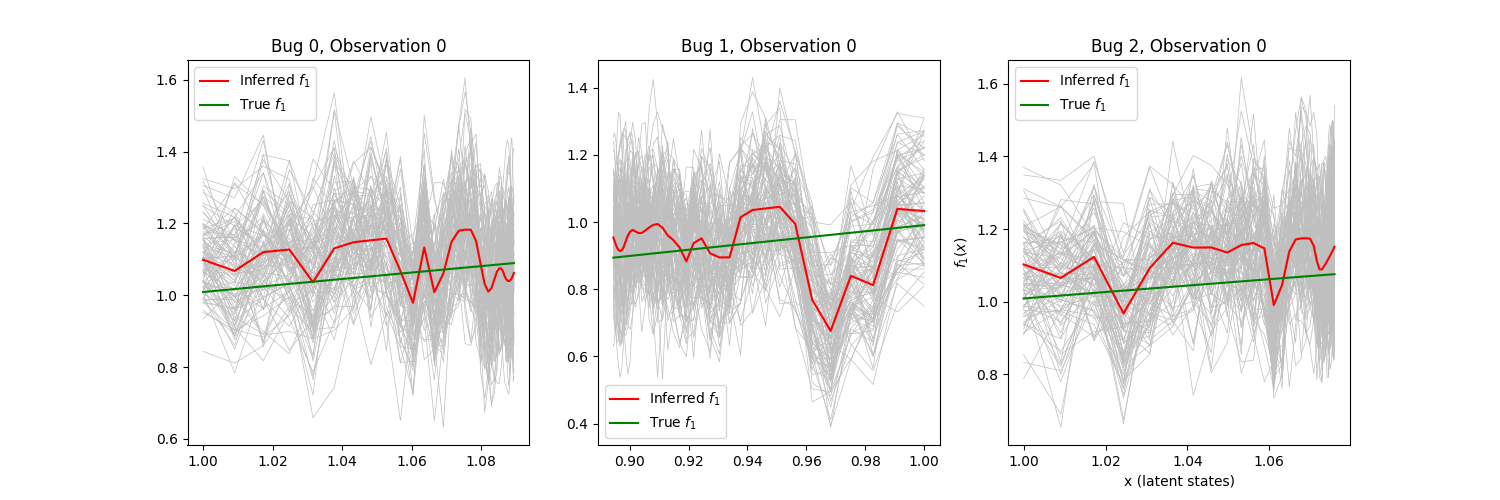 Bug 0, Observation 0
Inferred f₁
True f₁
1.6
1.4
1.2
1.0
0.8
0.6
1.00
1.02
1.04
1.06
1.08
Bug 1, Observation 0
Inferred f₁
True f₁
1.4
1.2
1.0
0.8
0.6
0.4
0.90
0.92
0.94
0.96
0.98
1.00
Bug 2, Observation 0
Inferred f₁
True f₁
f₁(x)
1.6
1.4
1.2
1.0
0.8
1.00
1.02
1.04
1.06
x (latent states)